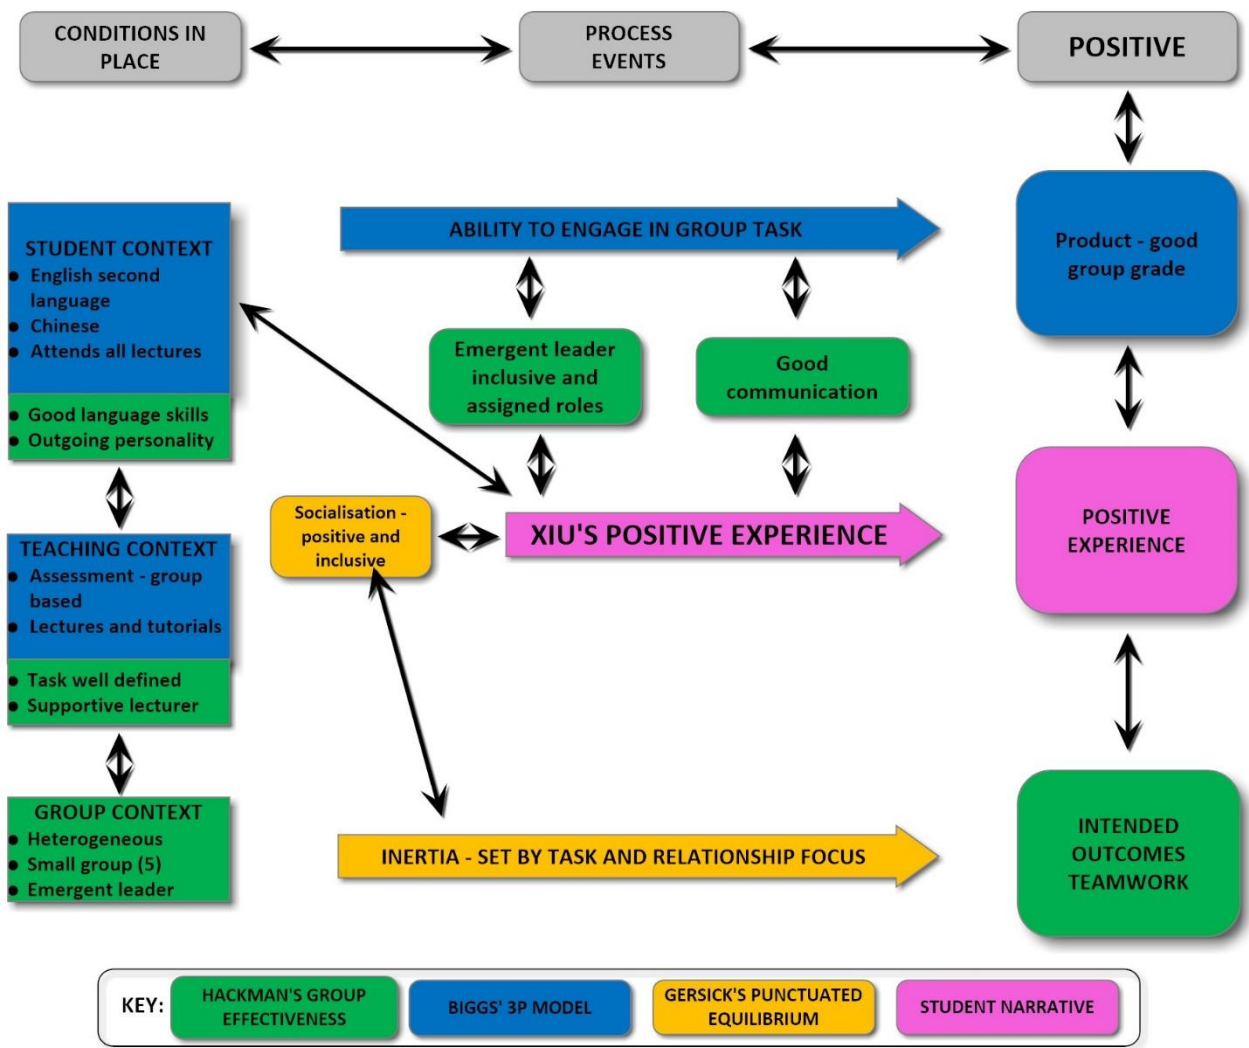 CONDITIONS IN
PLACE
PROCESS
EVENTS
POSITIVE
STUDENT CONTEXT
● English second
language
● Chinese
● Attends all lectures
● Good language skills
● Outgoing personality
TEACHING CONTEXT
● Assessment - group
based
● Lectures and tutorials
● Task well defined
● Supportive lecturer
GROUP CONTEXT
● Heterogeneous
● Small group (5)
● Emergent leader
ABILITY TO ENGAGE IN GROUP TASK
Emergent leader
inclusive and
assigned roles
Good
communication
Socialisation -
positive and
inclusive
XIU'S POSITIVE EXPERIENCE
INERTIA - SET BY TASK AND RELATIONSHIP FOCUS
Product - good
group grade
POSITIVE
EXPERIENCE
INTENDED
OUTCOMES
TEAMWORK
KEY:
HACKMAN'S GROUP
EFFECTIVENESS
BIGGS' 3P MODEL
GERSICK'S PUNCTUATED
EQUILIBRIUM
STUDENT NARRATIVE